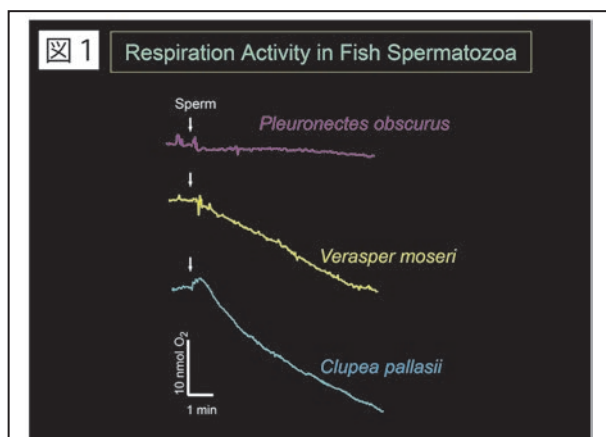 図1
Respiration Activity in Fish Spermatozoa
Sperm
Pleuronectes obscurus
Verasper moseri
Clupea pallasii
10 nmol O2
1 min